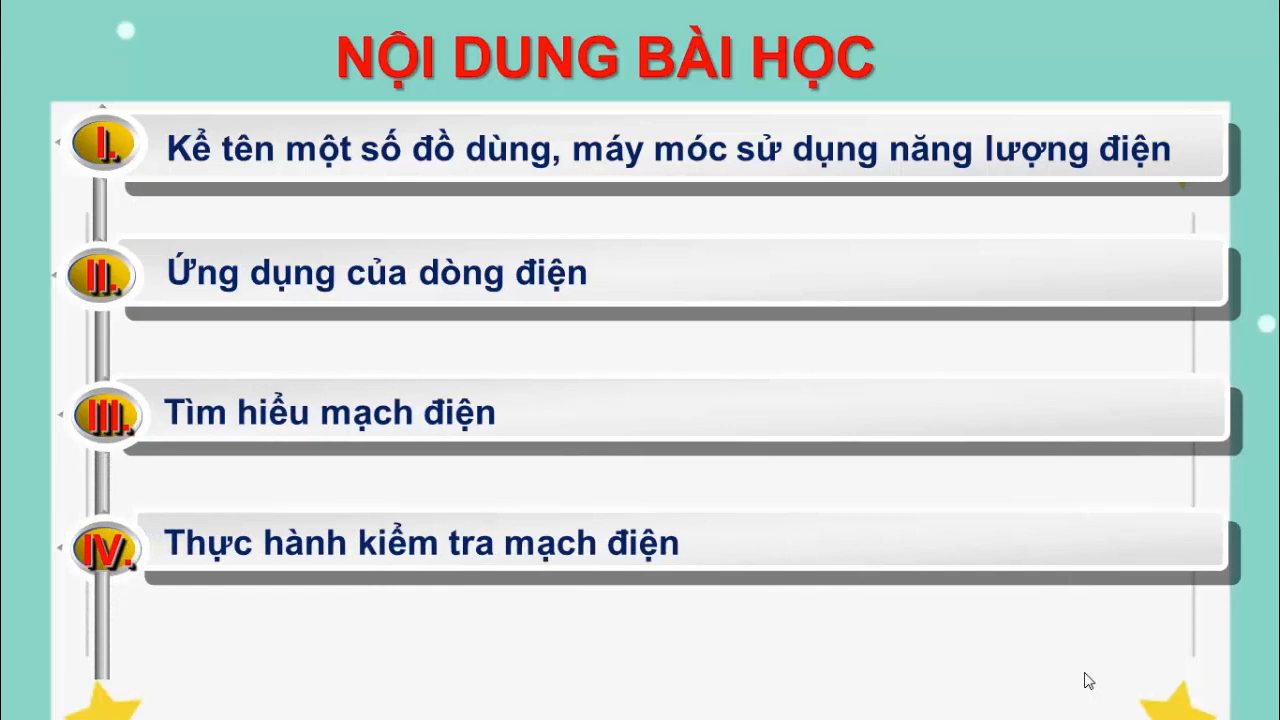 NỘI DUNG BÀI HỌC
I. Kể tên một số đồ dùng, máy móc sử dụng năng lượng điện
II. Ứng dụng của dòng điện
III. Tìm hiểu mạch điện
IV. Thực hành kiểm tra mạch điện